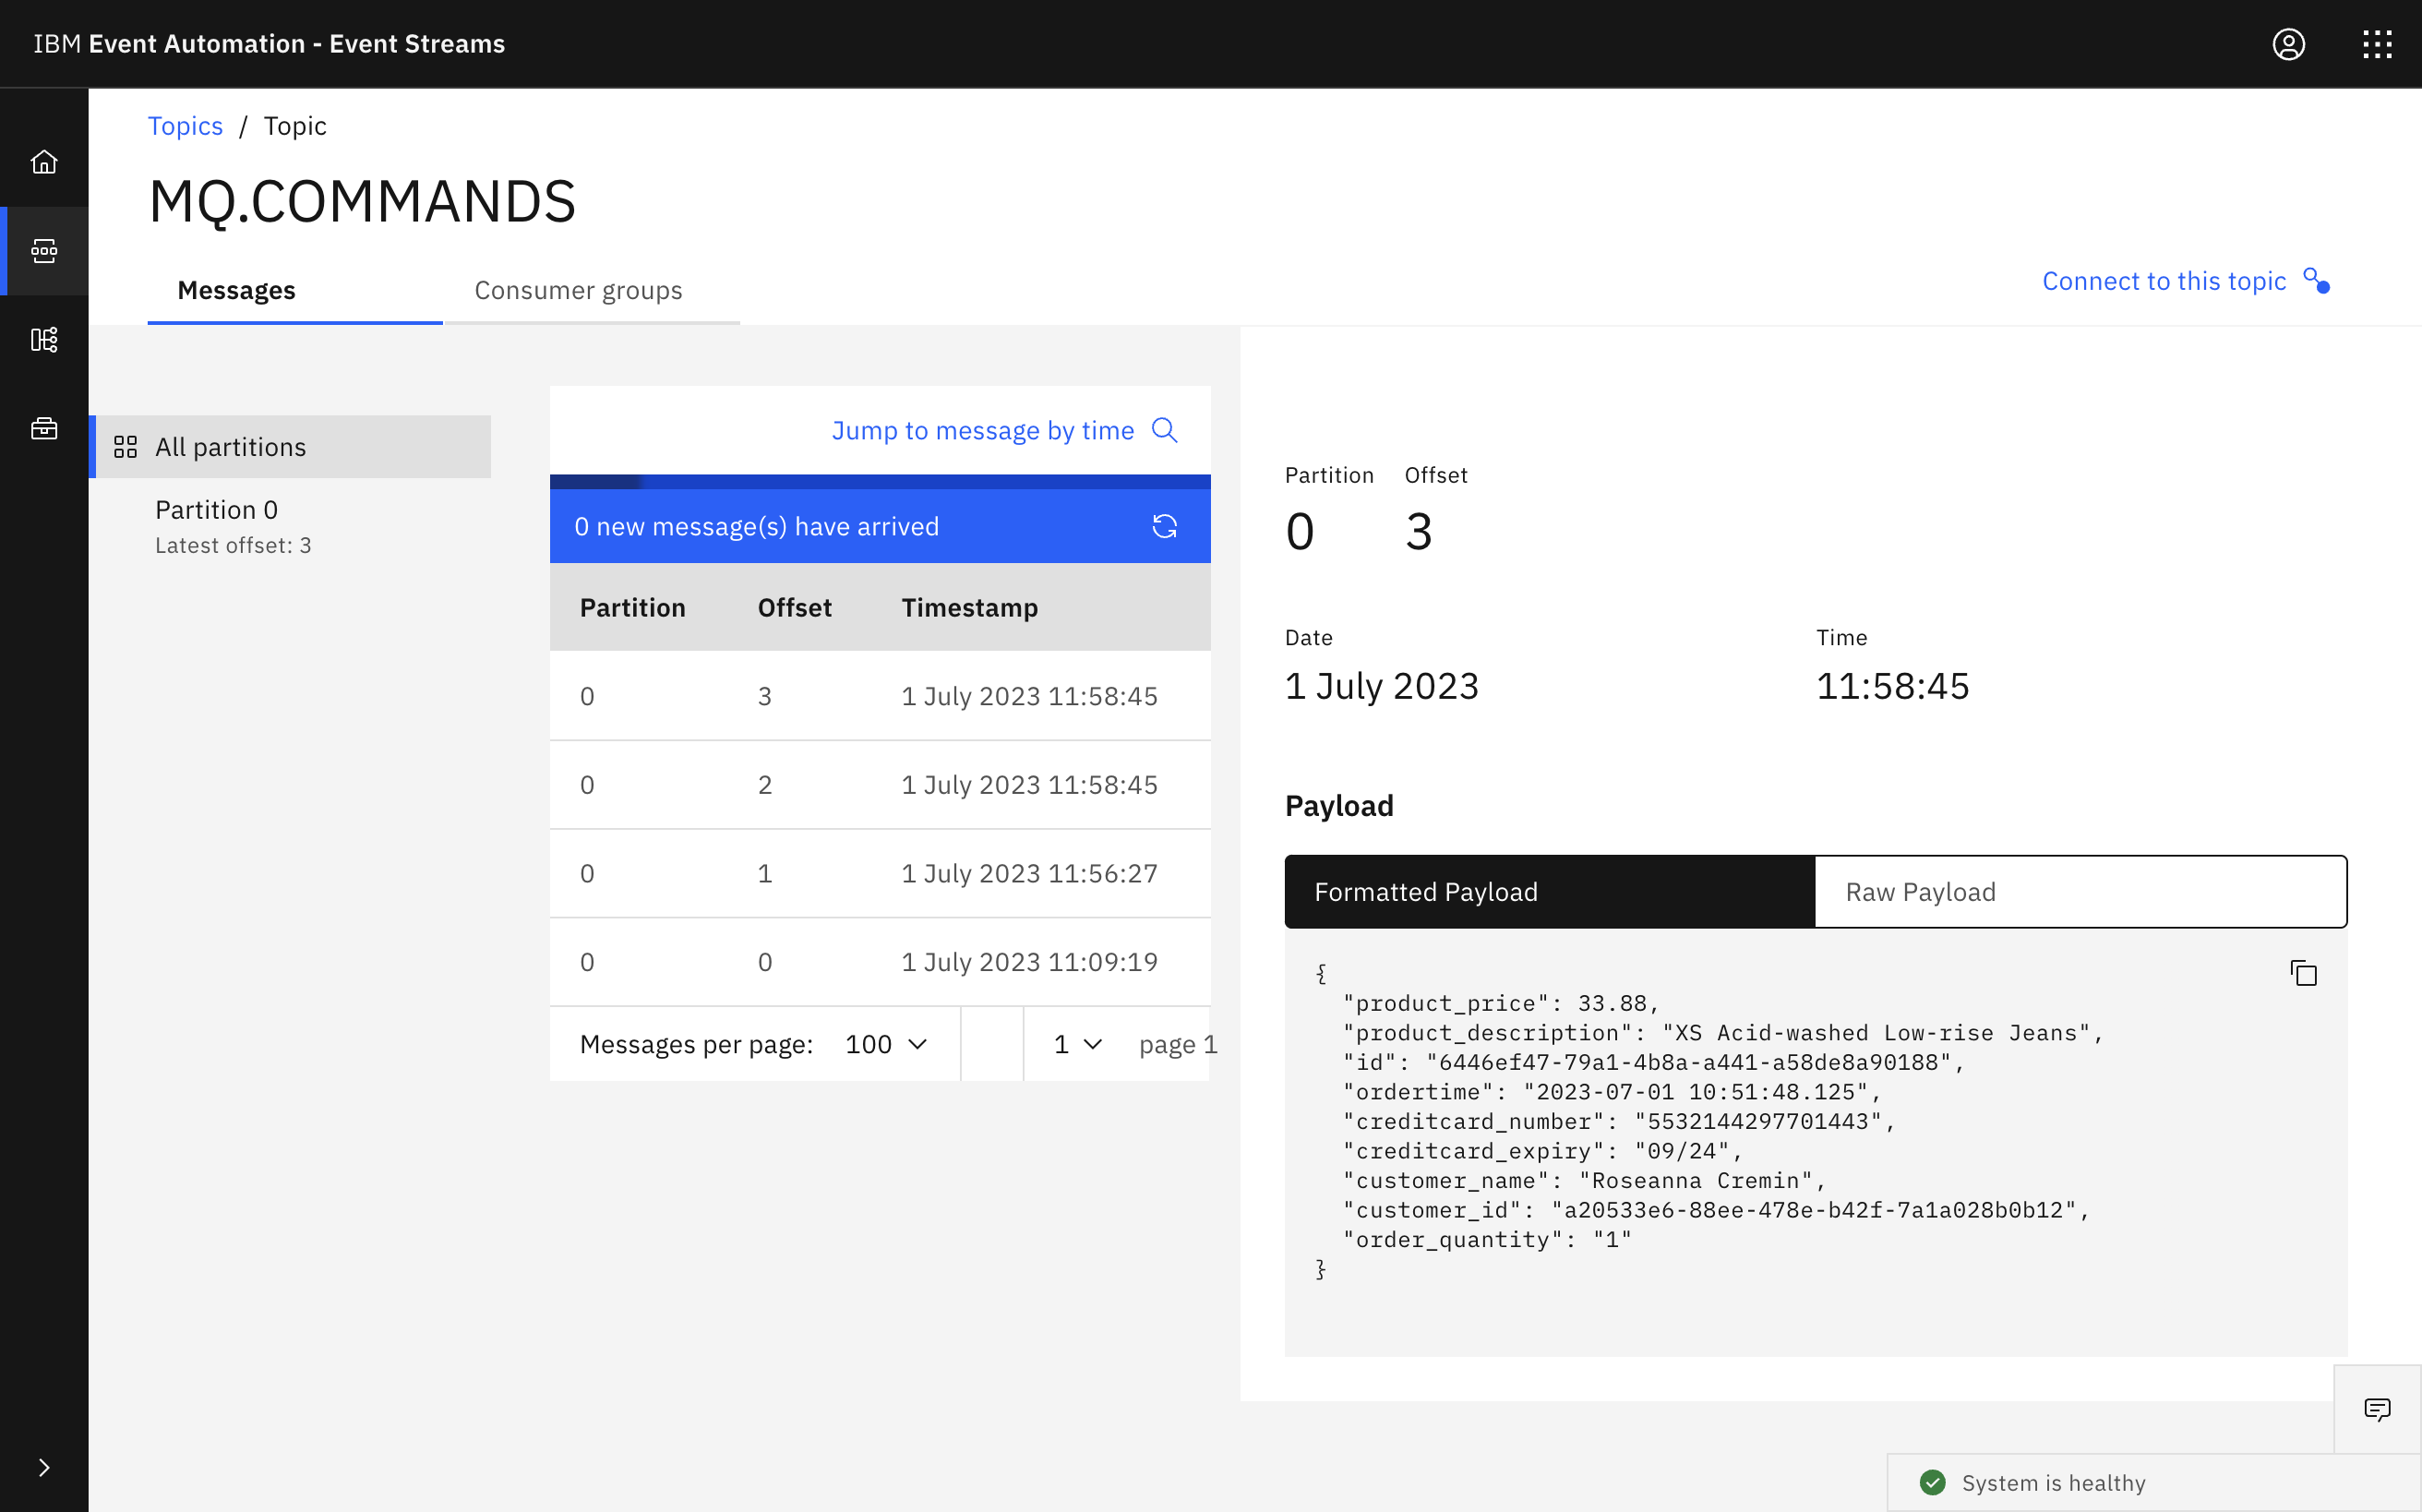 IBM Event Automation - Event Streams
Topics / Topic
MQ.COMMANDS
Messages
Consumer groups
Connect to this topic
All partitions
Partition 0
Latest offset: 3
Jump to message by time
0 new message(s) have arrived
Partition Offset Timestamp
0 3 1 July 2023 11:58:45
0 2 1 July 2023 11:58:45
0 1 1 July 2023 11:56:27
0 0 1 July 2023 11:09:19
Messages per page: 100 1 page 1
Partition Offset
0 3
Date Time
1 July 2023 11:58:45
Payload
Formatted Payload Raw Payload
{
"product_price": 33.88,
"product_description": "XS Acid-washed Low-rise Jeans",
"id": "6446ef47-79a1-4b8a-a441-a58de8a90188",
"ordertime": "2023-07-01 10:51:48.125",
"creditcard_number": "5532144297701443",
"creditcard_expiry": "09/24",
"customer_name": "Roseanna Cremin",
"customer_id": "a20533e6-88ee-478e-b42f-7a1a028b0b12",
"order_quantity": "1"
}
System is healthy